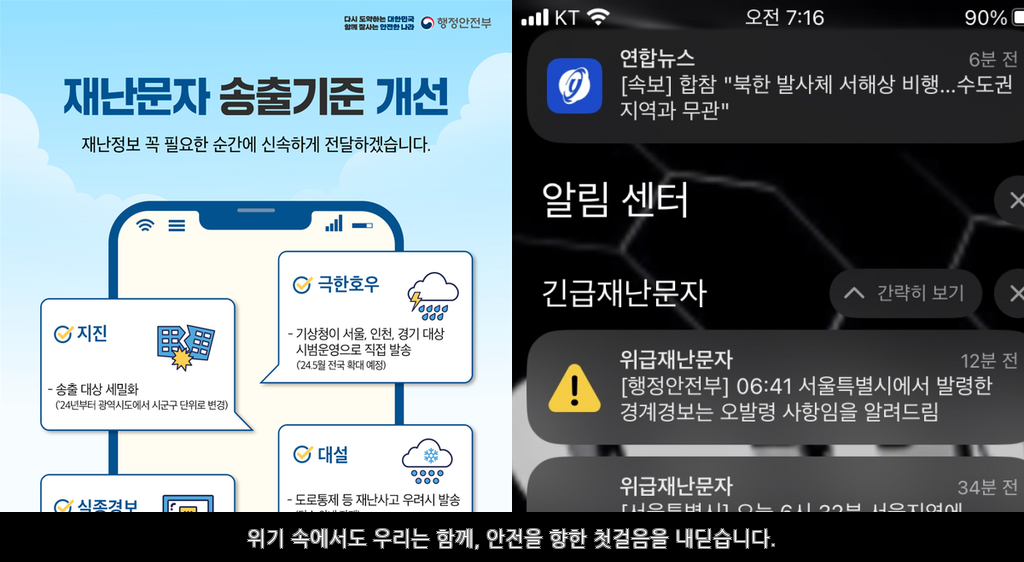 다시 도약하는 대한민국
함께 잘사는 안전한 나라
행정안전부
재난문자 송출기준 개선
재난정보 꼭 필요한 순간에 신속하게 전달하겠습니다.
극한호우
- 기상청이 서울, 인천, 경기 대상
시범운영으로 직접 발송
('24.5월 전국 확대 예정)
지진
- 송출 대상 세밀화
('24년부터 광역시도에서 시군구 단위로 변경)
대설
- 도로통제 등 재난사고 우려시 발송
실종경보
KT
오전 7:16
90%
연합뉴스
6분 전
[속보] 합참 "북한 발사체 서해상 비행...수도권
지역과 무관"
알림 센터
긴급재난문자
간략히 보기
위급재난문자
12분 전
[행정안전부] 06:41 서울특별시에서 발령한
경계경보는 오발령 사항임을 알려드림
위급재난문자
34분 전
[서울특별시] 오늘 6시 32분 서울지역에
위기 속에서도 우리는 함께, 안전을 향한 첫걸음을 내딛습니다.